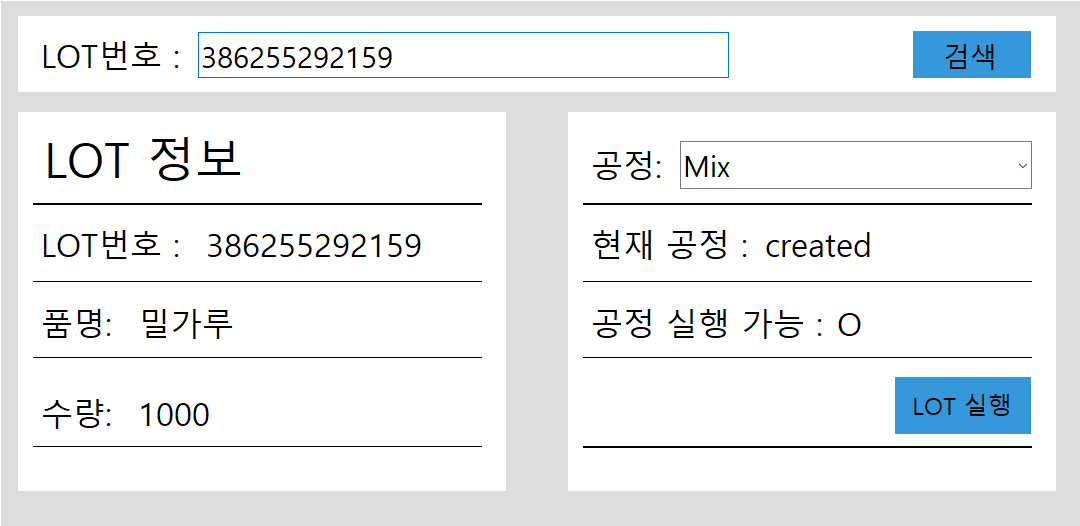 LOT번호 : 386255292159 검색
LOT 정보
LOT번호 : 386255292159
품명: 밀가루
수량: 1000
공정: Mix
현재 공정 : created
공정 실행 가능 : O
LOT 실행